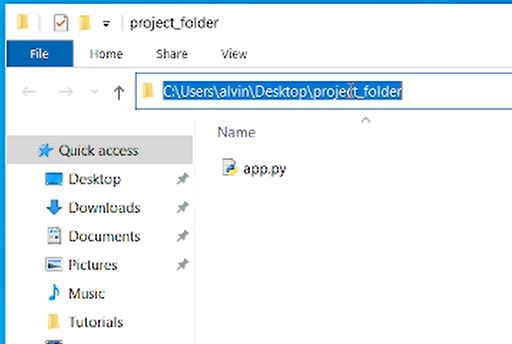 project_folder
File Home Share View
C:\Users\alvin\Desktop\project_folder
Name
Quick access
app.py
Desktop
Downloads
Documents
Pictures
Music
Tutorials